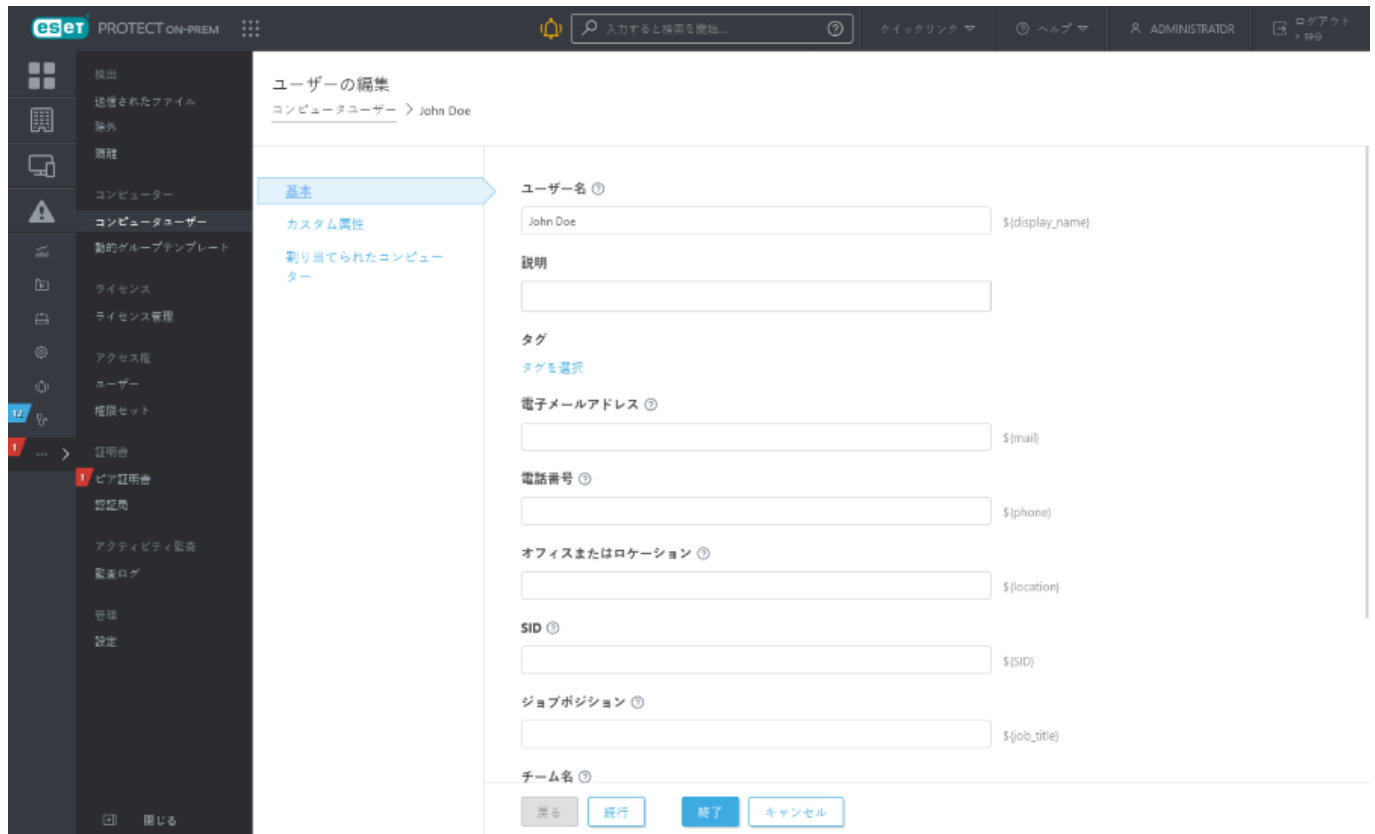 eset PROTECT ON-PREM
入力すると検索を開始...
クイックリンク
ヘルプ
ADMINISTRATOR
ログアウト
> 59分
検出
送信されたファイル
除外
隔離
コンピューター
コンピュータユーザー
動的グループテンプレート
ライセンス
ライセンス管理
アクセス権
ユーザー
権限セット
証明書
ピア証明書
認証局
アクティビティ監査
監査ログ
管理
設定
閉じる
12
1
1
ユーザーの編集
コンピュータユーザー > John Doe
基本
カスタム属性
割り当てられたコンピュー
ター
ユーザー名
John Doe
${display_name}
説明
タグ
タグを選択
電子メールアドレス
${mail}
電話番号
${phone}
オフィスまたはロケーション
${location}
SID
${SID}
ジョブポジション
${job_title}
チーム名
戻る
続行
終了
キャンセル